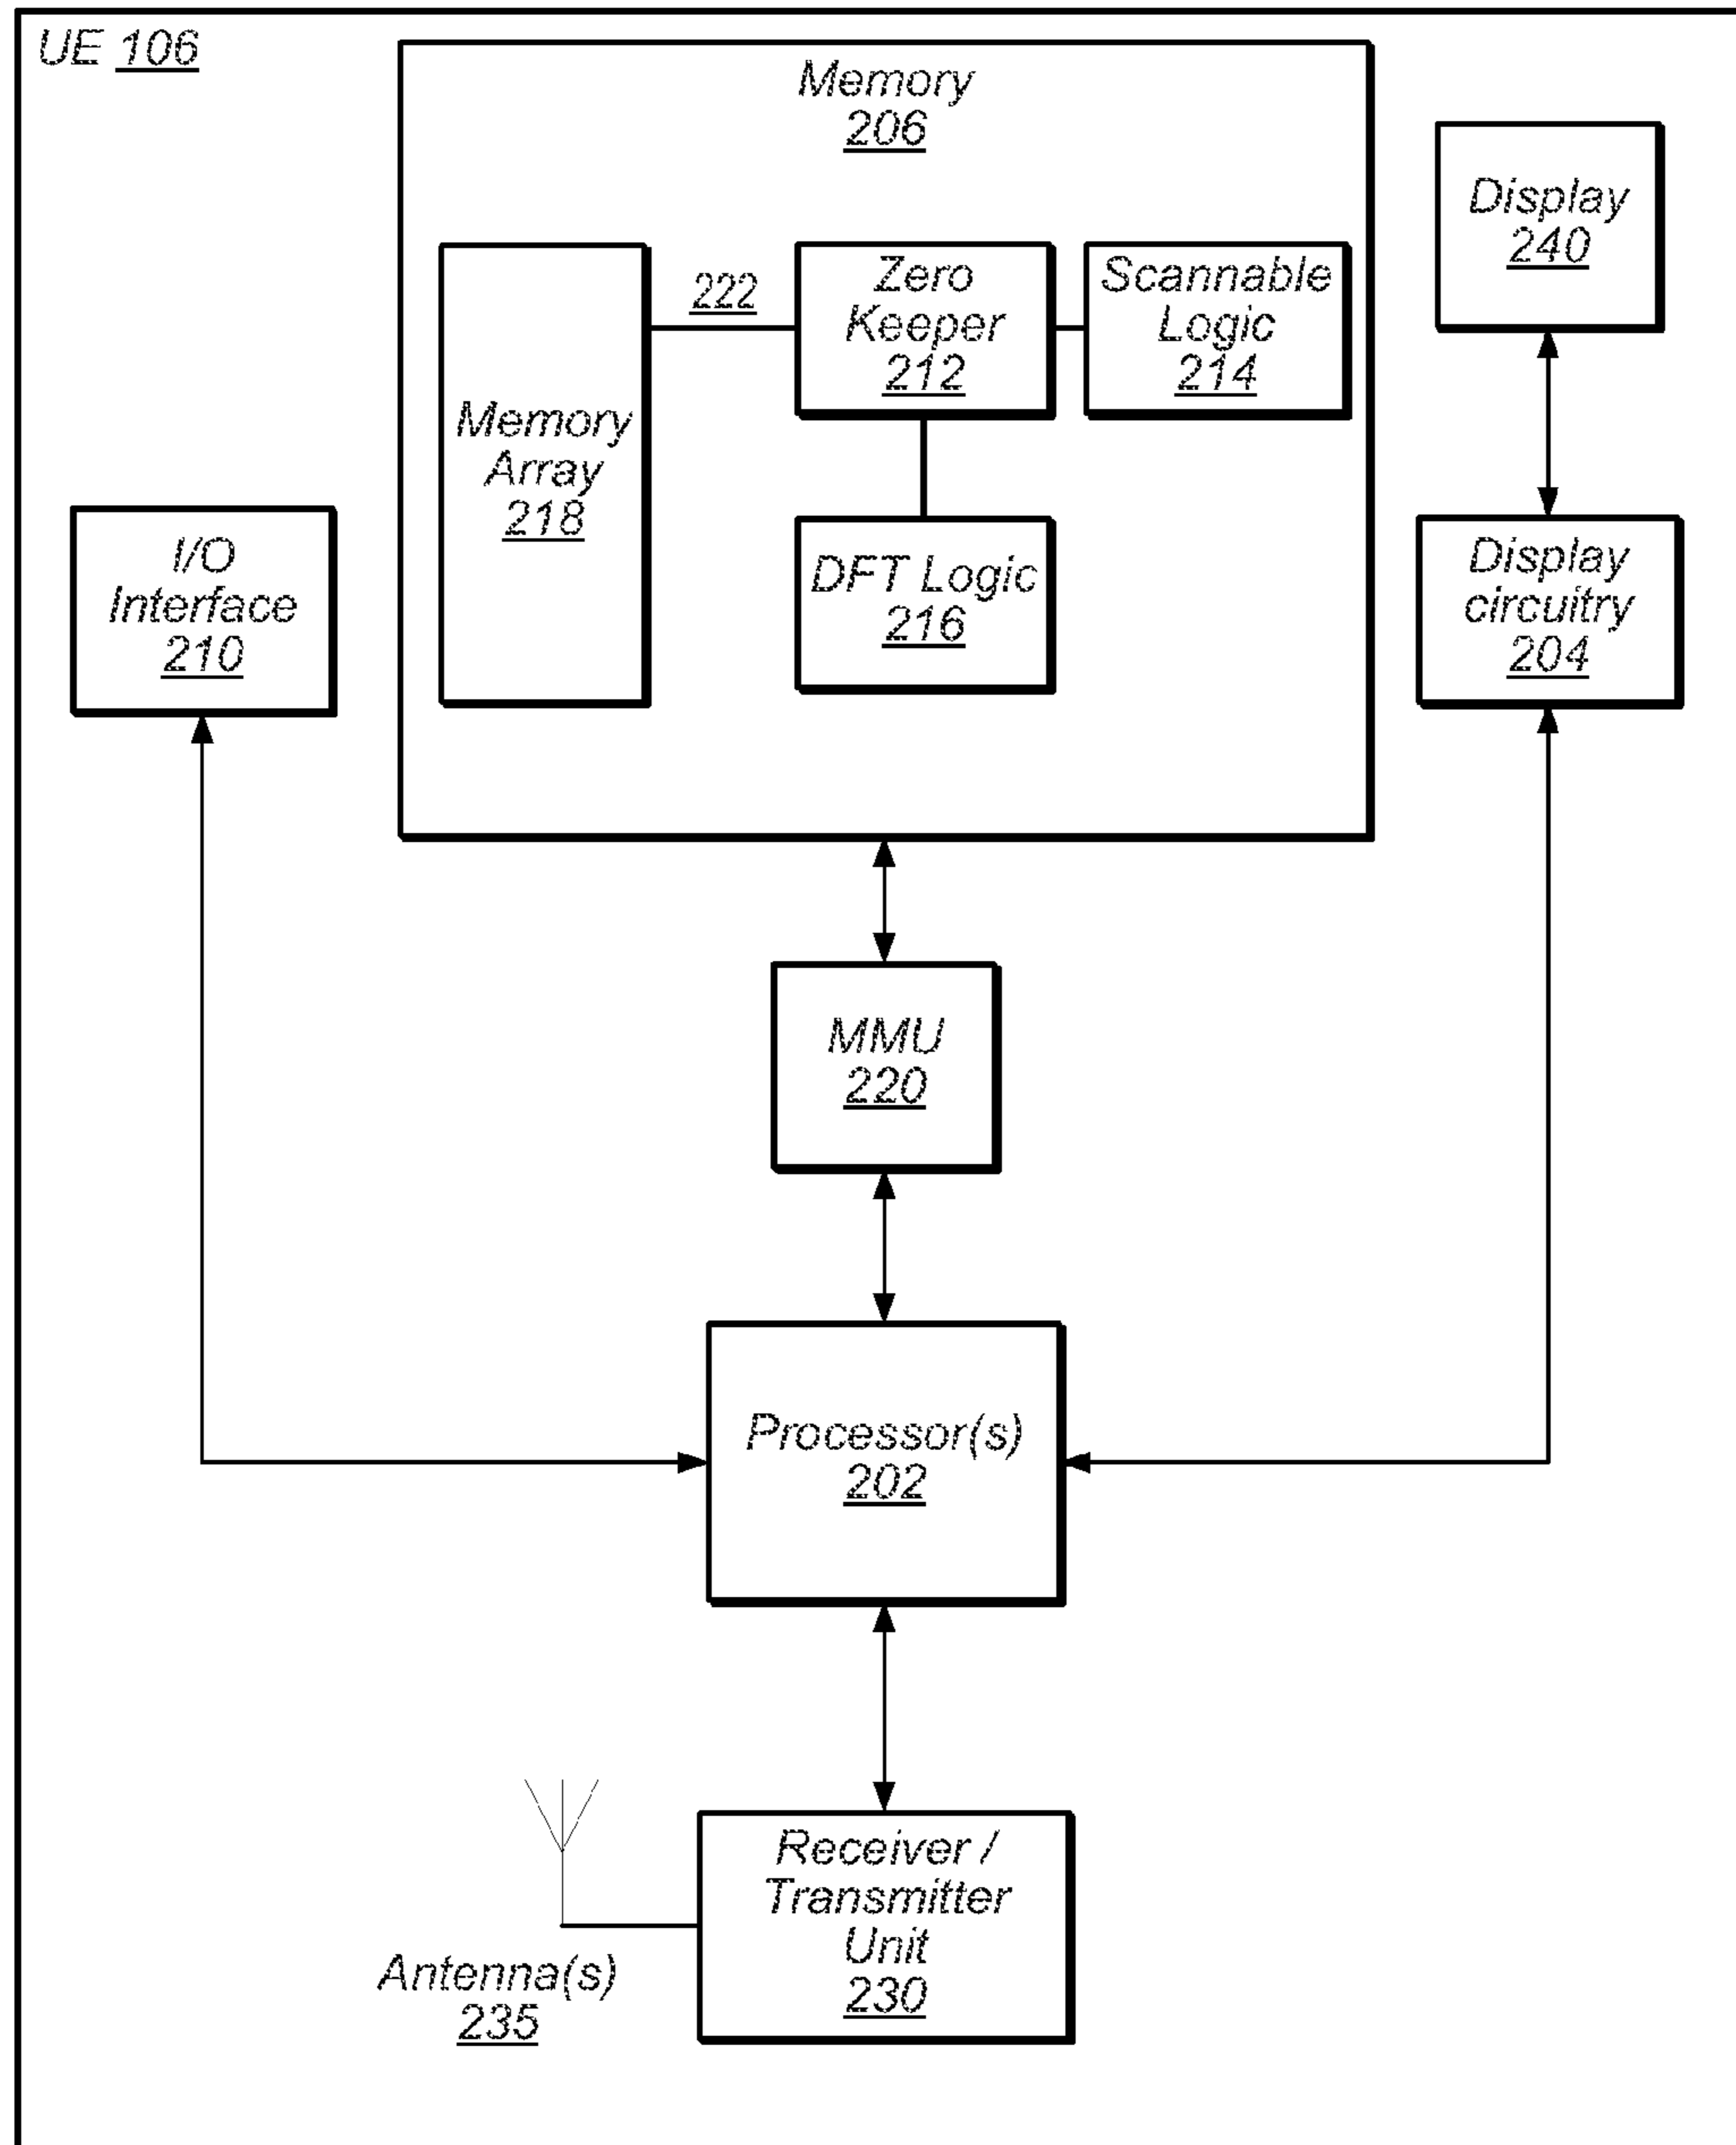 UE 106
Memory
206
Display
240
222
Zero
Keeper
212
Scannable
Logic
214
Memory
Array
218
I/O
Interface
210
DFT Logic
216
Display
circuitry
204
MMU
220
Processor(s)
202
Receiver /
Transmitter
Unit
230
Antenna(s)
235